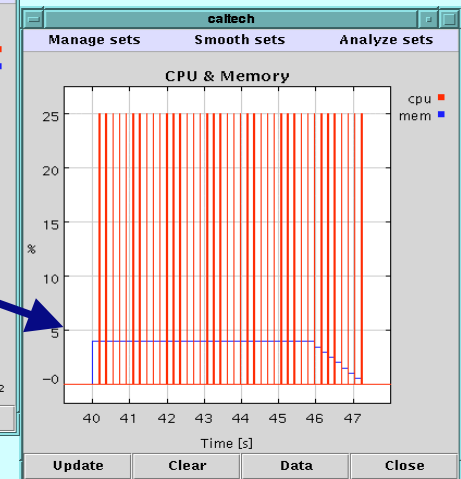 caltech
Manage sets Smooth sets Analyze sets
CPU & Memory
cpu
mem
25
20
15
%
10
5
−0
2
40 41 42 43 44 45 46 47
Time [s]
Update Clear Data Close